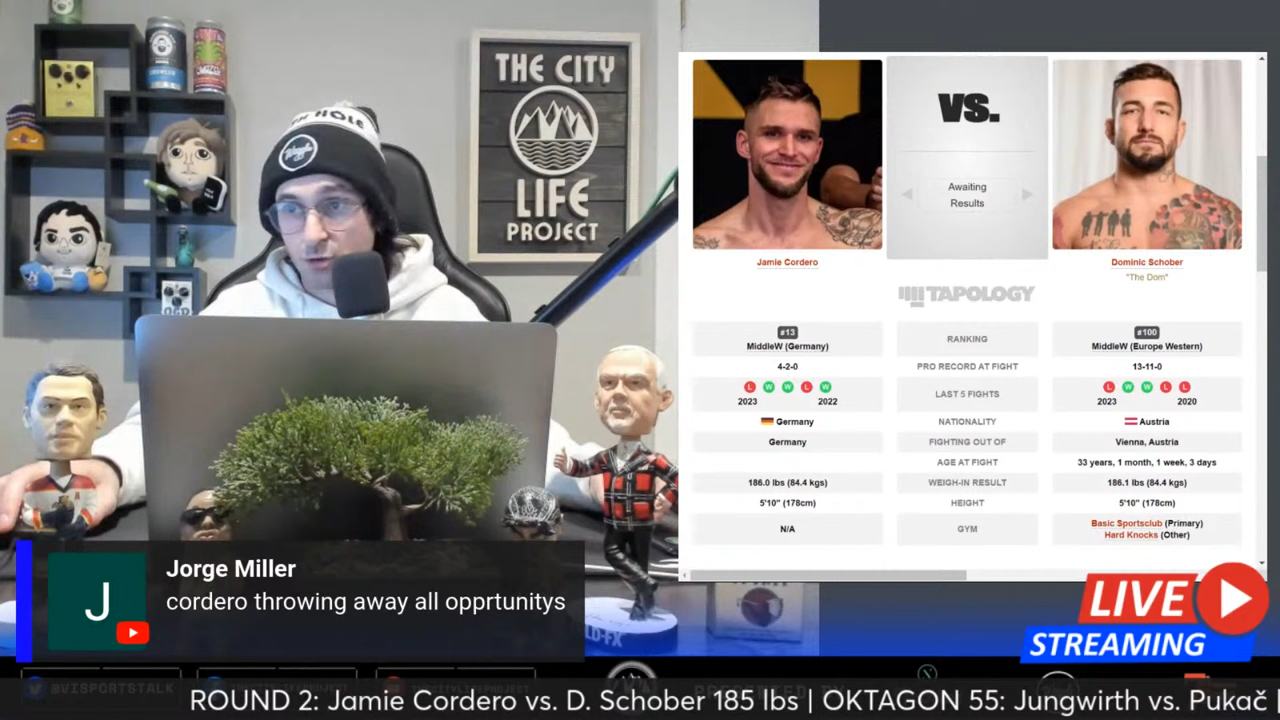 THE CITY
LIFE
PROJECT
VS.
Awaiting
Results
Jamie Cordero
Dominic Schober
"The Dom"
TAPOLOGY
#13
MiddleW (Germany)
RANKING
#100
MiddleW (Europe Western)
4-2-0
PRO RECORD AT FIGHT
13-11-0
L W W L W
2023 2022
LAST 5 FIGHTS
L W W L L
2023 2020
Germany
NATIONALITY
Austria
Germany
FIGHTING OUT OF
Vienna, Austria
AGE AT FIGHT
33 years, 1 month, 1 week, 3 days
186.0 lbs (84.4 kgs)
WEIGH-IN RESULT
186.1 lbs (84.4 kgs)
5'10" (178cm)
HEIGHT
5'10" (178cm)
N/A
GYM
Basic Sportsclub (Primary)
Hard Knocks (Other)
J
Jorge Miller
cordero throwing away all opprtunitys
LIVE
STREAMING
@VISPORTSTALK
ROUND 2: Jamie Cordero vs. D. Schober 185 lbs | OKTAGON 55: Jungwirth vs. Pukač